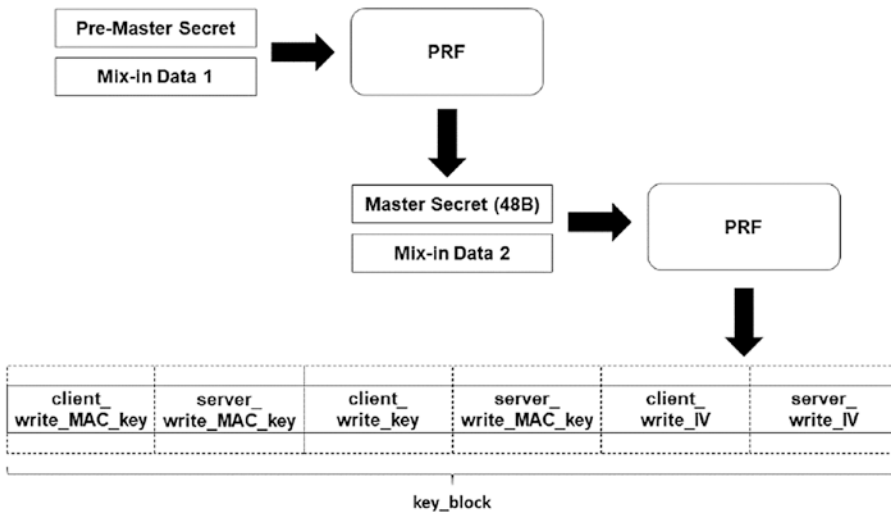 Pre-Master Secret
Mix-in Data 1
PRF
Master Secret (48B)
Mix-in Data 2
PRF
client_
write_MAC_key
server_
write_MAC_key
client_
write_key
server_
write_MAC_key
client_
write_IV
server_
write_IV
key_block